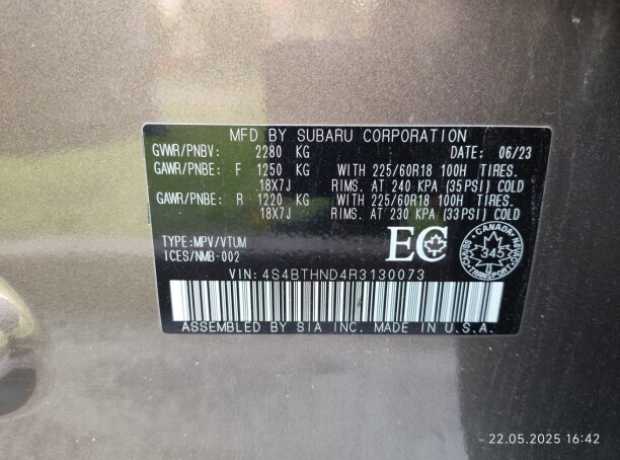 MFD BY SUBARU CORPORATION
GVWR/PNBV: 2280 KG DATE: 06/23
GAWR/PNBE: F 1250 KG WITH 225/60R18 100H TIRES.
18X7J RIMS. AT 240 KPA (35PSI) COLD
GAWR/PNBE: R 1220 KG WITH 225/60R18 100H TIRES.
18X7J RIMS. AT 230 KPA (33PSI) COLD
TYPE:MPV/VTUM
ICES/NMB-002
EC
CANADA
345
TRANSPORT
VIN: 4S4BTHND4R3130073
ASSEMBLED BY SIA INC. MADE IN U.S.A.
22.05.2025 16:42